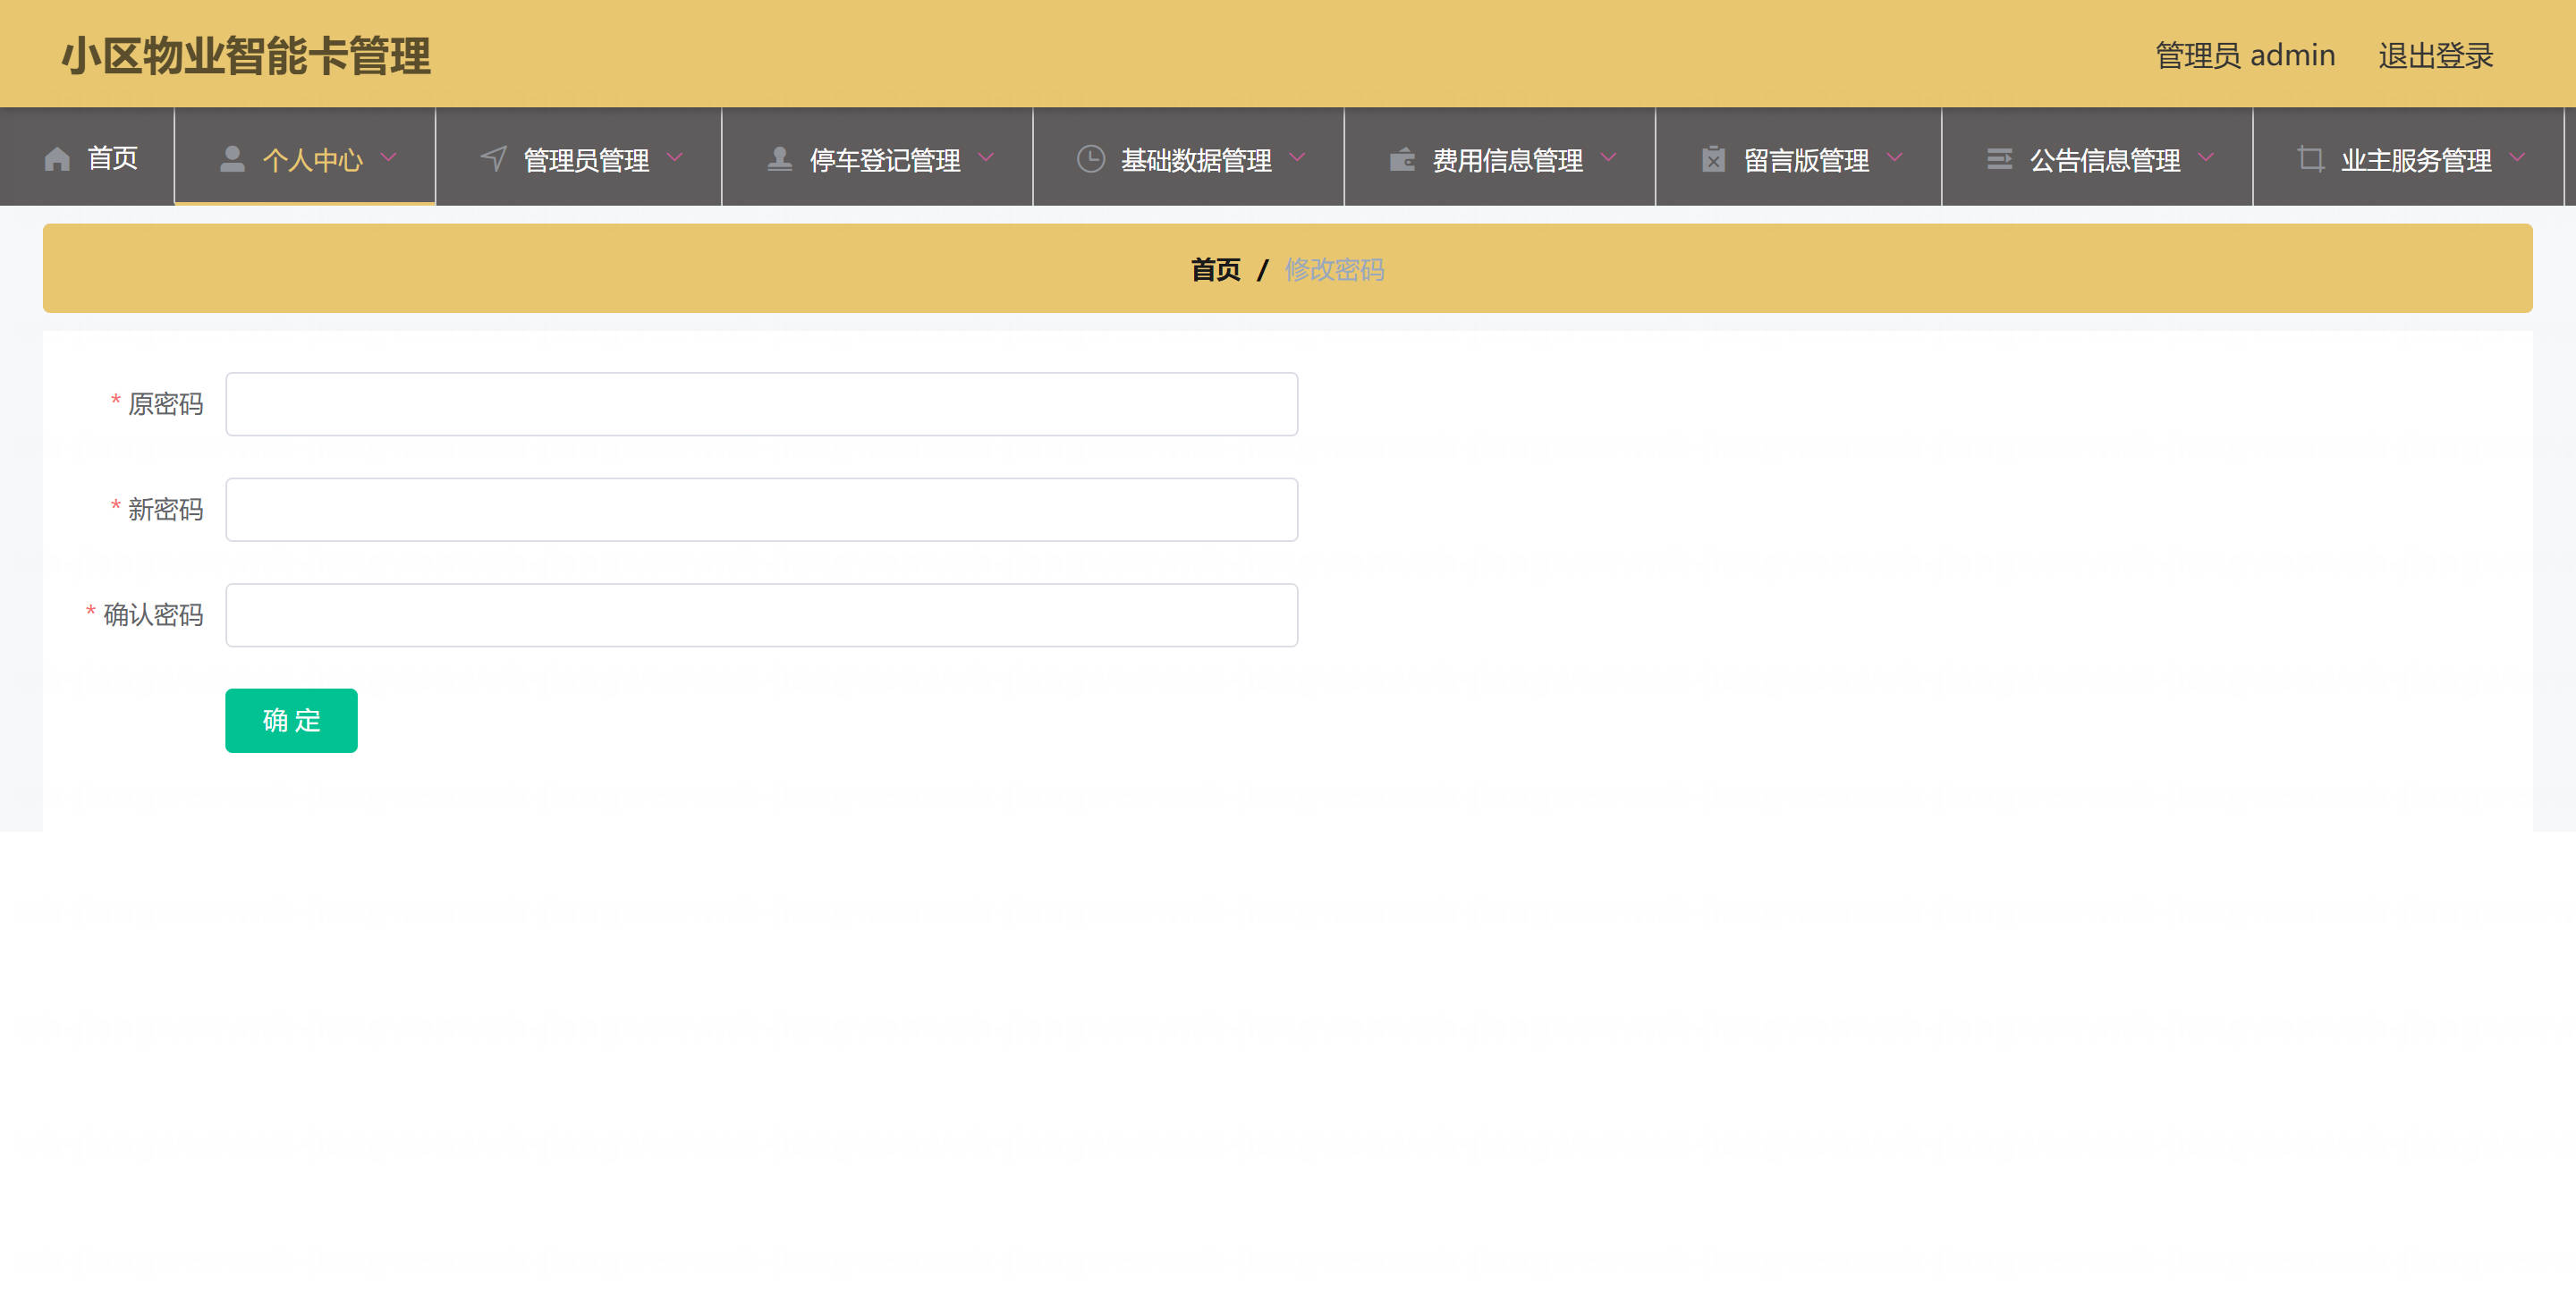 小区物业智能卡管理
管理员 admin 退出登录
首页 个人中心 管理员管理 停车登记管理 基础数据管理 费用信息管理 留言版管理 公告信息管理 业主服务管理
首页 / 修改密码
* 原密码
* 新密码
* 确认密码
确 定